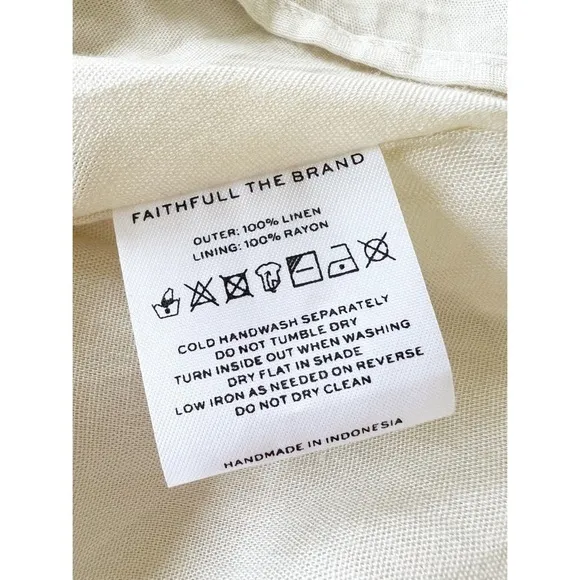 FAITHFULL THE BRAND
OUTER: 100% LINEN
LINING: 100% RAYON
COLD HANDWASH SEPARATELY
DO NOT TUMBLE DRY
TURN INSIDE OUT WHEN WASHING
DRY FLAT IN SHADE
LOW IRON AS NEEDED ON REVERSE
DO NOT DRY CLEAN
HANDMADE IN INDONESIA